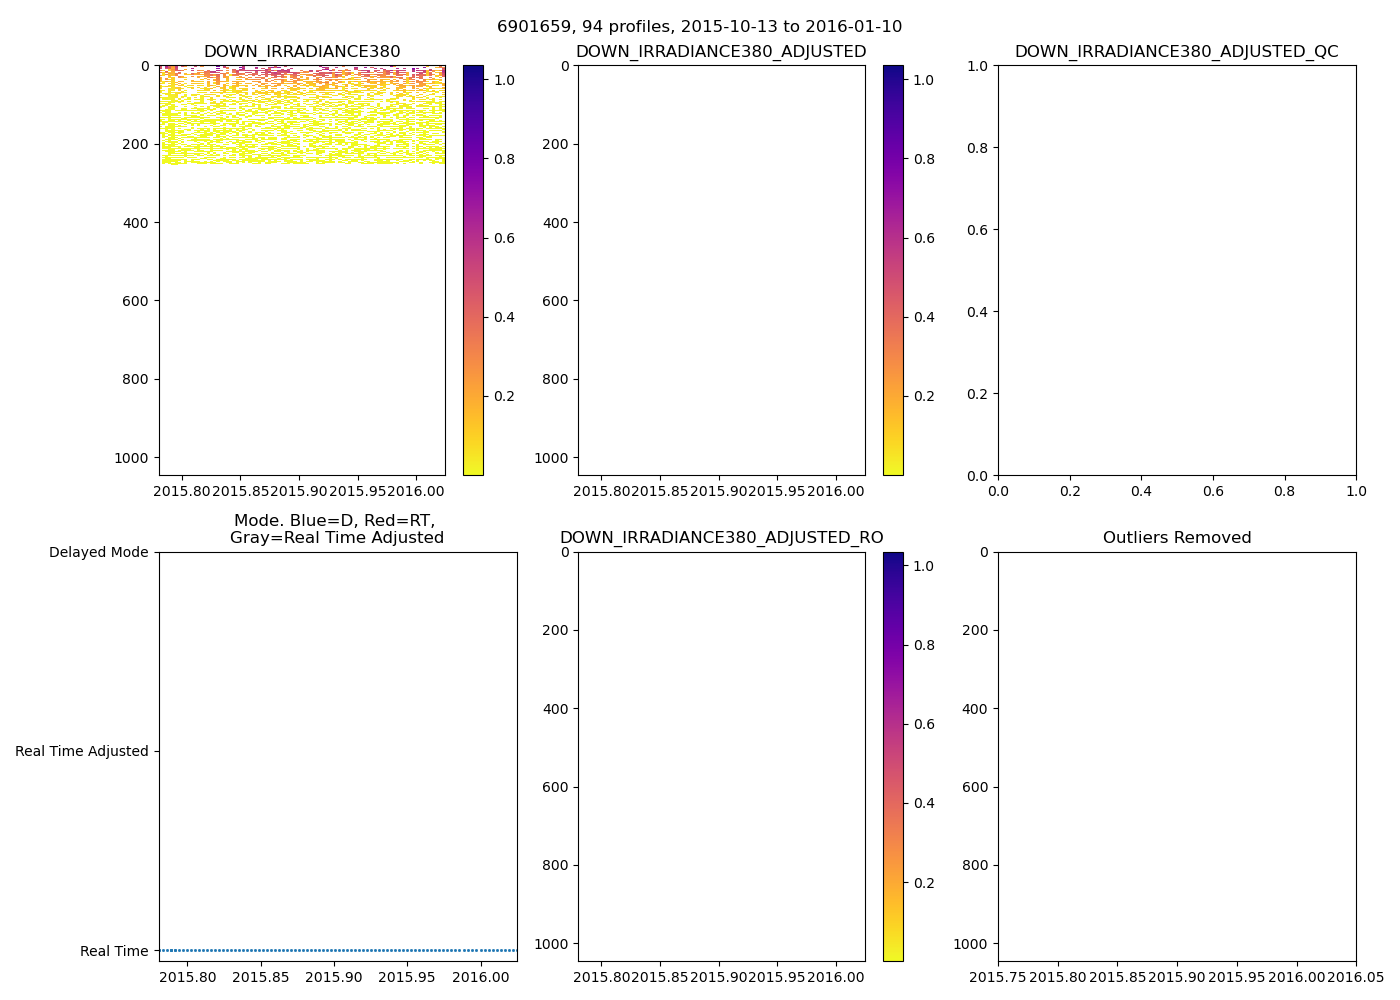 6901659, 94 profiles, 2015-10-13 to 2016-01-10
DOWN_IRRADIANCE380
0
200
400
600
800
1000
2015.80 2015.85 2015.90 2015.95 2016.00
1.0
0.8
0.6
0.4
0.2
DOWN_IRRADIANCE380_ADJUSTED
0
200
400
600
800
1000
2015.80 2015.85 2015.90 2015.95 2016.00
1.0
0.8
0.6
0.4
0.2
DOWN_IRRADIANCE380_ADJUSTED_QC
1.0
0.8
0.6
0.4
0.2
0.0
0.0 0.2 0.4 0.6 0.8 1.0
Mode. Blue=D, Red=RT,
Gray=Real Time Adjusted
Delayed Mode
Real Time Adjusted
Real Time
2015.80 2015.85 2015.90 2015.95 2016.00
DOWN_IRRADIANCE380_ADJUSTED_RO
0
200
400
600
800
1000
2015.80 2015.85 2015.90 2015.95 2016.00
1.0
0.8
0.6
0.4
0.2
Outliers Removed
0
200
400
600
800
1000
2015.75 2015.80 2015.85 2015.90 2015.95 2016.00 2016.05